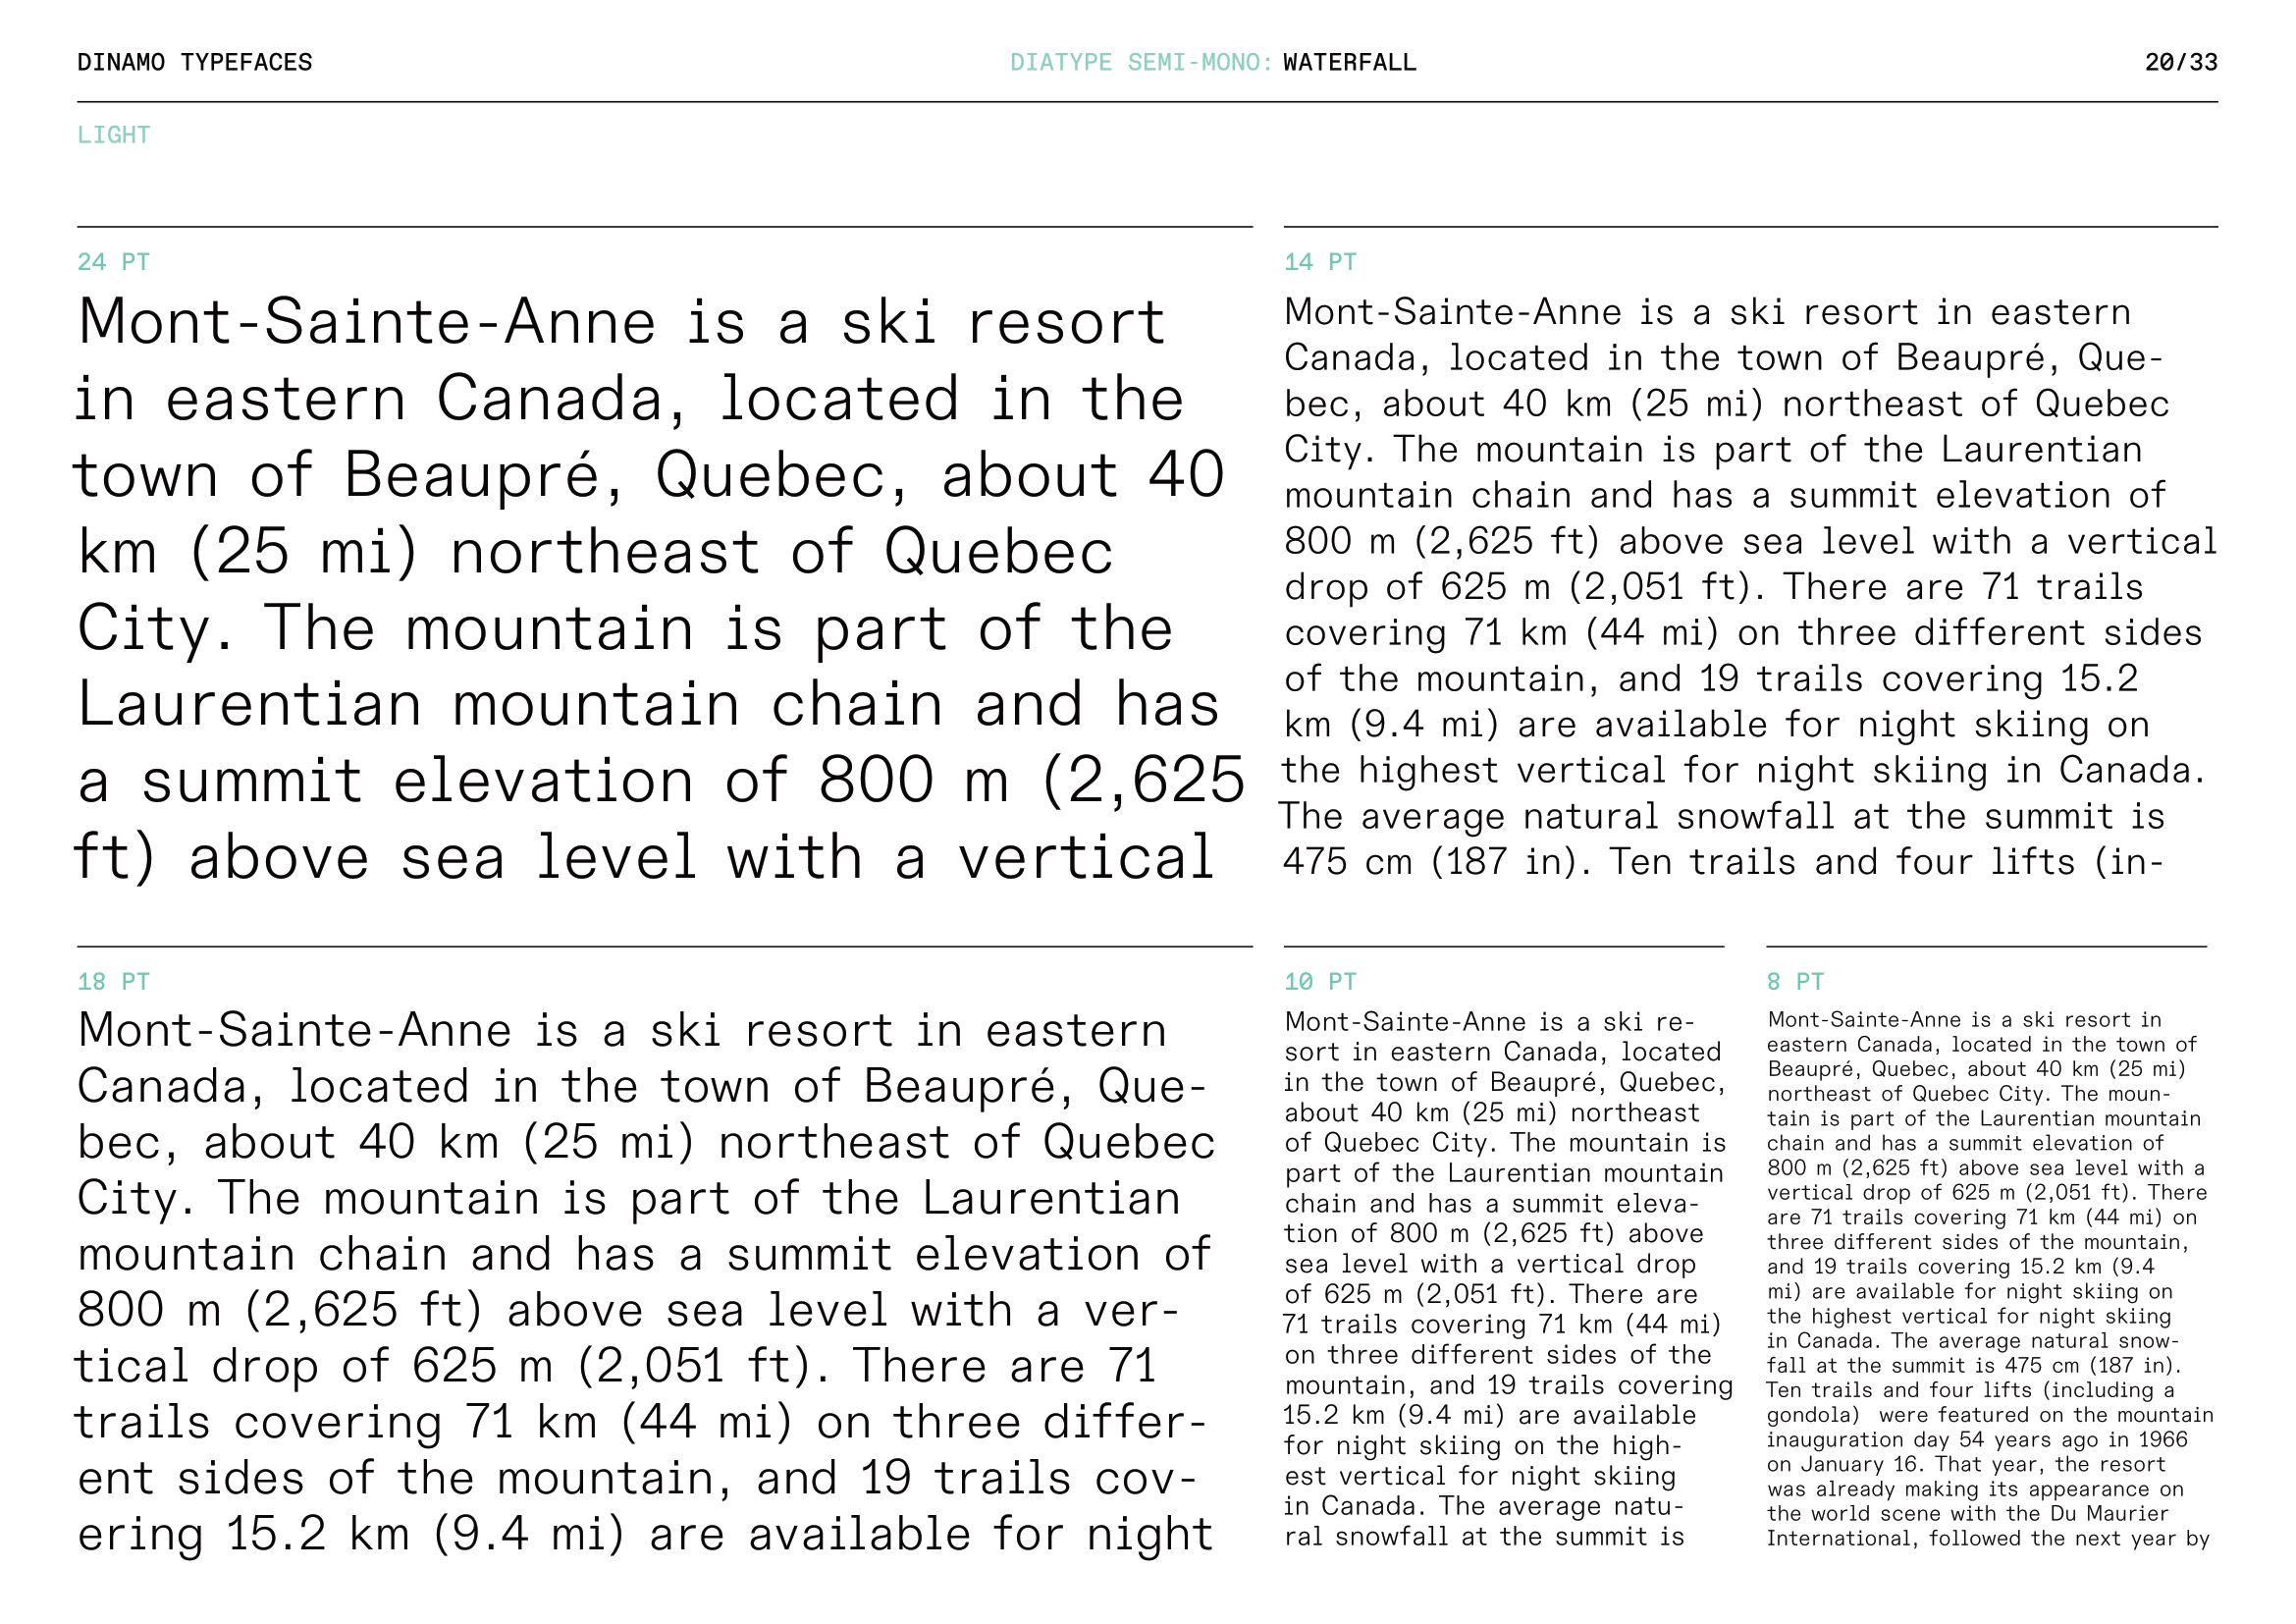 DINAMO TYPEFACES
DIATYPE SEMI-MONO: WATERFALL
20/33
LIGHT
24 PT
Mont-Sainte-Anne is a ski resort
in eastern Canada, located in the
town of Beaupré, Quebec, about 40
km (25 mi) northeast of Quebec
City. The mountain is part of the
Laurentian mountain chain and has
a summit elevation of 800 m (2,625
ft) above sea level with a vertical
14 PT
Mont-Sainte-Anne is a ski resort in eastern
Canada, located in the town of Beaupré, Que-
bec, about 40 km (25 mi) northeast of Quebec
City. The mountain is part of the Laurentian
mountain chain and has a summit elevation of
800 m (2,625 ft) above sea level with a vertical
drop of 625 m (2,051 ft). There are 71 trails
covering 71 km (44 mi) on three different sides
of the mountain, and 19 trails covering 15.2
km (9.4 mi) are available for night skiing on
the highest vertical for night skiing in Canada.
The average natural snowfall at the summit is
475 cm (187 in). Ten trails and four lifts (in-
18 PT
Mont-Sainte-Anne is a ski resort in eastern
Canada, located in the town of Beaupré, Que-
bec, about 40 km (25 mi) northeast of Quebec
City. The mountain is part of the Laurentian
mountain chain and has a summit elevation of
800 m (2,625 ft) above sea level with a ver-
tical drop of 625 m (2,051 ft). There are 71
trails covering 71 km (44 mi) on three differ-
ent sides of the mountain, and 19 trails cov-
ering 15.2 km (9.4 mi) are available for night
10 PT
Mont-Sainte-Anne is a ski re-
sort in eastern Canada, located
in the town of Beaupré, Quebec,
about 40 km (25 mi) northeast
of Quebec City. The mountain is
part of the Laurentian mountain
chain and has a summit eleva-
tion of 800 m (2,625 ft) above
sea level with a vertical drop
of 625 m (2,051 ft). There are
71 trails covering 71 km (44 mi)
on three different sides of the
mountain, and 19 trails covering
15.2 km (9.4 mi) are available
for night skiing on the high-
est vertical for night skiing
in Canada. The average natu-
ral snowfall at the summit is
8 PT
Mont-Sainte-Anne is a ski resort in
eastern Canada, located in the town of
Beaupré, Quebec, about 40 km (25 mi)
northeast of Quebec City. The moun-
tain is part of the Laurentian mountain
chain and has a summit elevation of
800 m (2,625 ft) above sea level with a
vertical drop of 625 m (2,051 ft). There
are 71 trails covering 71 km (44 mi) on
three different sides of the mountain,
and 19 trails covering 15.2 km (9.4
mi) are available for night skiing on
the highest vertical for night skiing
in Canada. The average natural snow-
fall at the summit is 475 cm (187 in).
Ten trails and four lifts (including a
gondola)  were featured on the mountain
inauguration day 54 years ago in 1966
on January 16. That year, the resort
was already making its appearance on
the world scene with the Du Maurier
International, followed the next year by